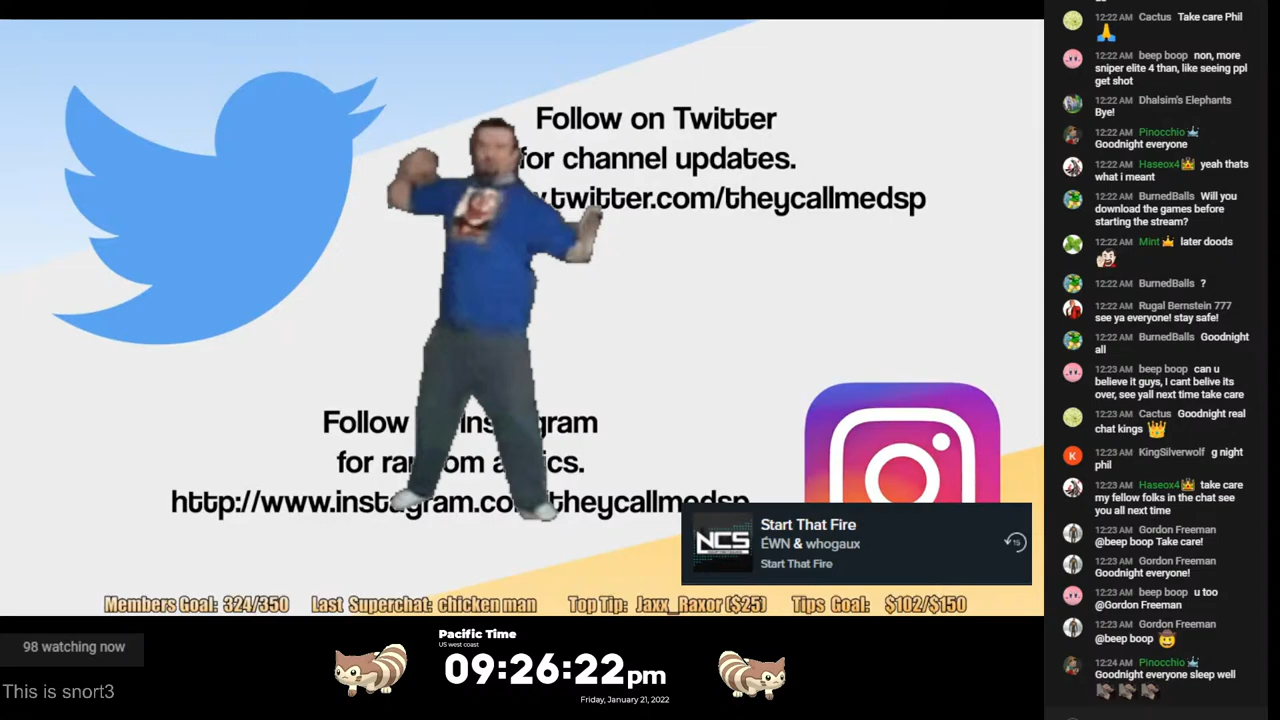 Follow on Twitter
for channel updates.
twitter.com/theycallmedsp
Follow
for
http://www.instagram.co
theycallmedsp
NCS
Start That Fire
ÉWN & whogaux
Start That Fire
15
Members Goal: 324/350 Last Superchat: chicken man Top Tip: Jaxx_Raxor ($25) Tips Goal: $102/$150
98 watching now
This is snort3
Pacific Time
US west coast
09:26:22pm
Friday, January 21, 2022
12:22 AM Cactus Take care Phil
12:22 AM beep boop non, more
sniper elite 4 than, like seeing ppl
get shot
12:22 AM Dhalsim's Elephants
Bye!
12:22 AM Pinocchio
Goodnight everyone
12:22 AM Haseox4 yeah thats
what i meant
12:22 AM BurnedBalls Will you
download the games before
starting the stream?
12:22 AM Mint later doods
12:22 AM BurnedBalls ?
12:22 AM Rugal Bernstein 777
see ya everyone! stay safe!
12:22 AM BurnedBalls Goodnight
all
12:23 AM beep boop can u
believe it guys, I cant belive its
over, see yall next time take care
12:23 AM Cactus Goodnight real
chat kings
K
12:23 AM KingSilverwolf g night
phil
12:23 AM Haseox4 take care
my fellow folks in the chat see
you all next time
12:23 AM Gordon Freeman
@beep boop Take care!
12:23 AM Gordon Freeman
Goodnight everyone!
12:23 AM beep boop u too
@Gordon Freeman
12:23 AM Gordon Freeman
@beep boop
12:24 AM Pinocchio
Goodnight everyone sleep well